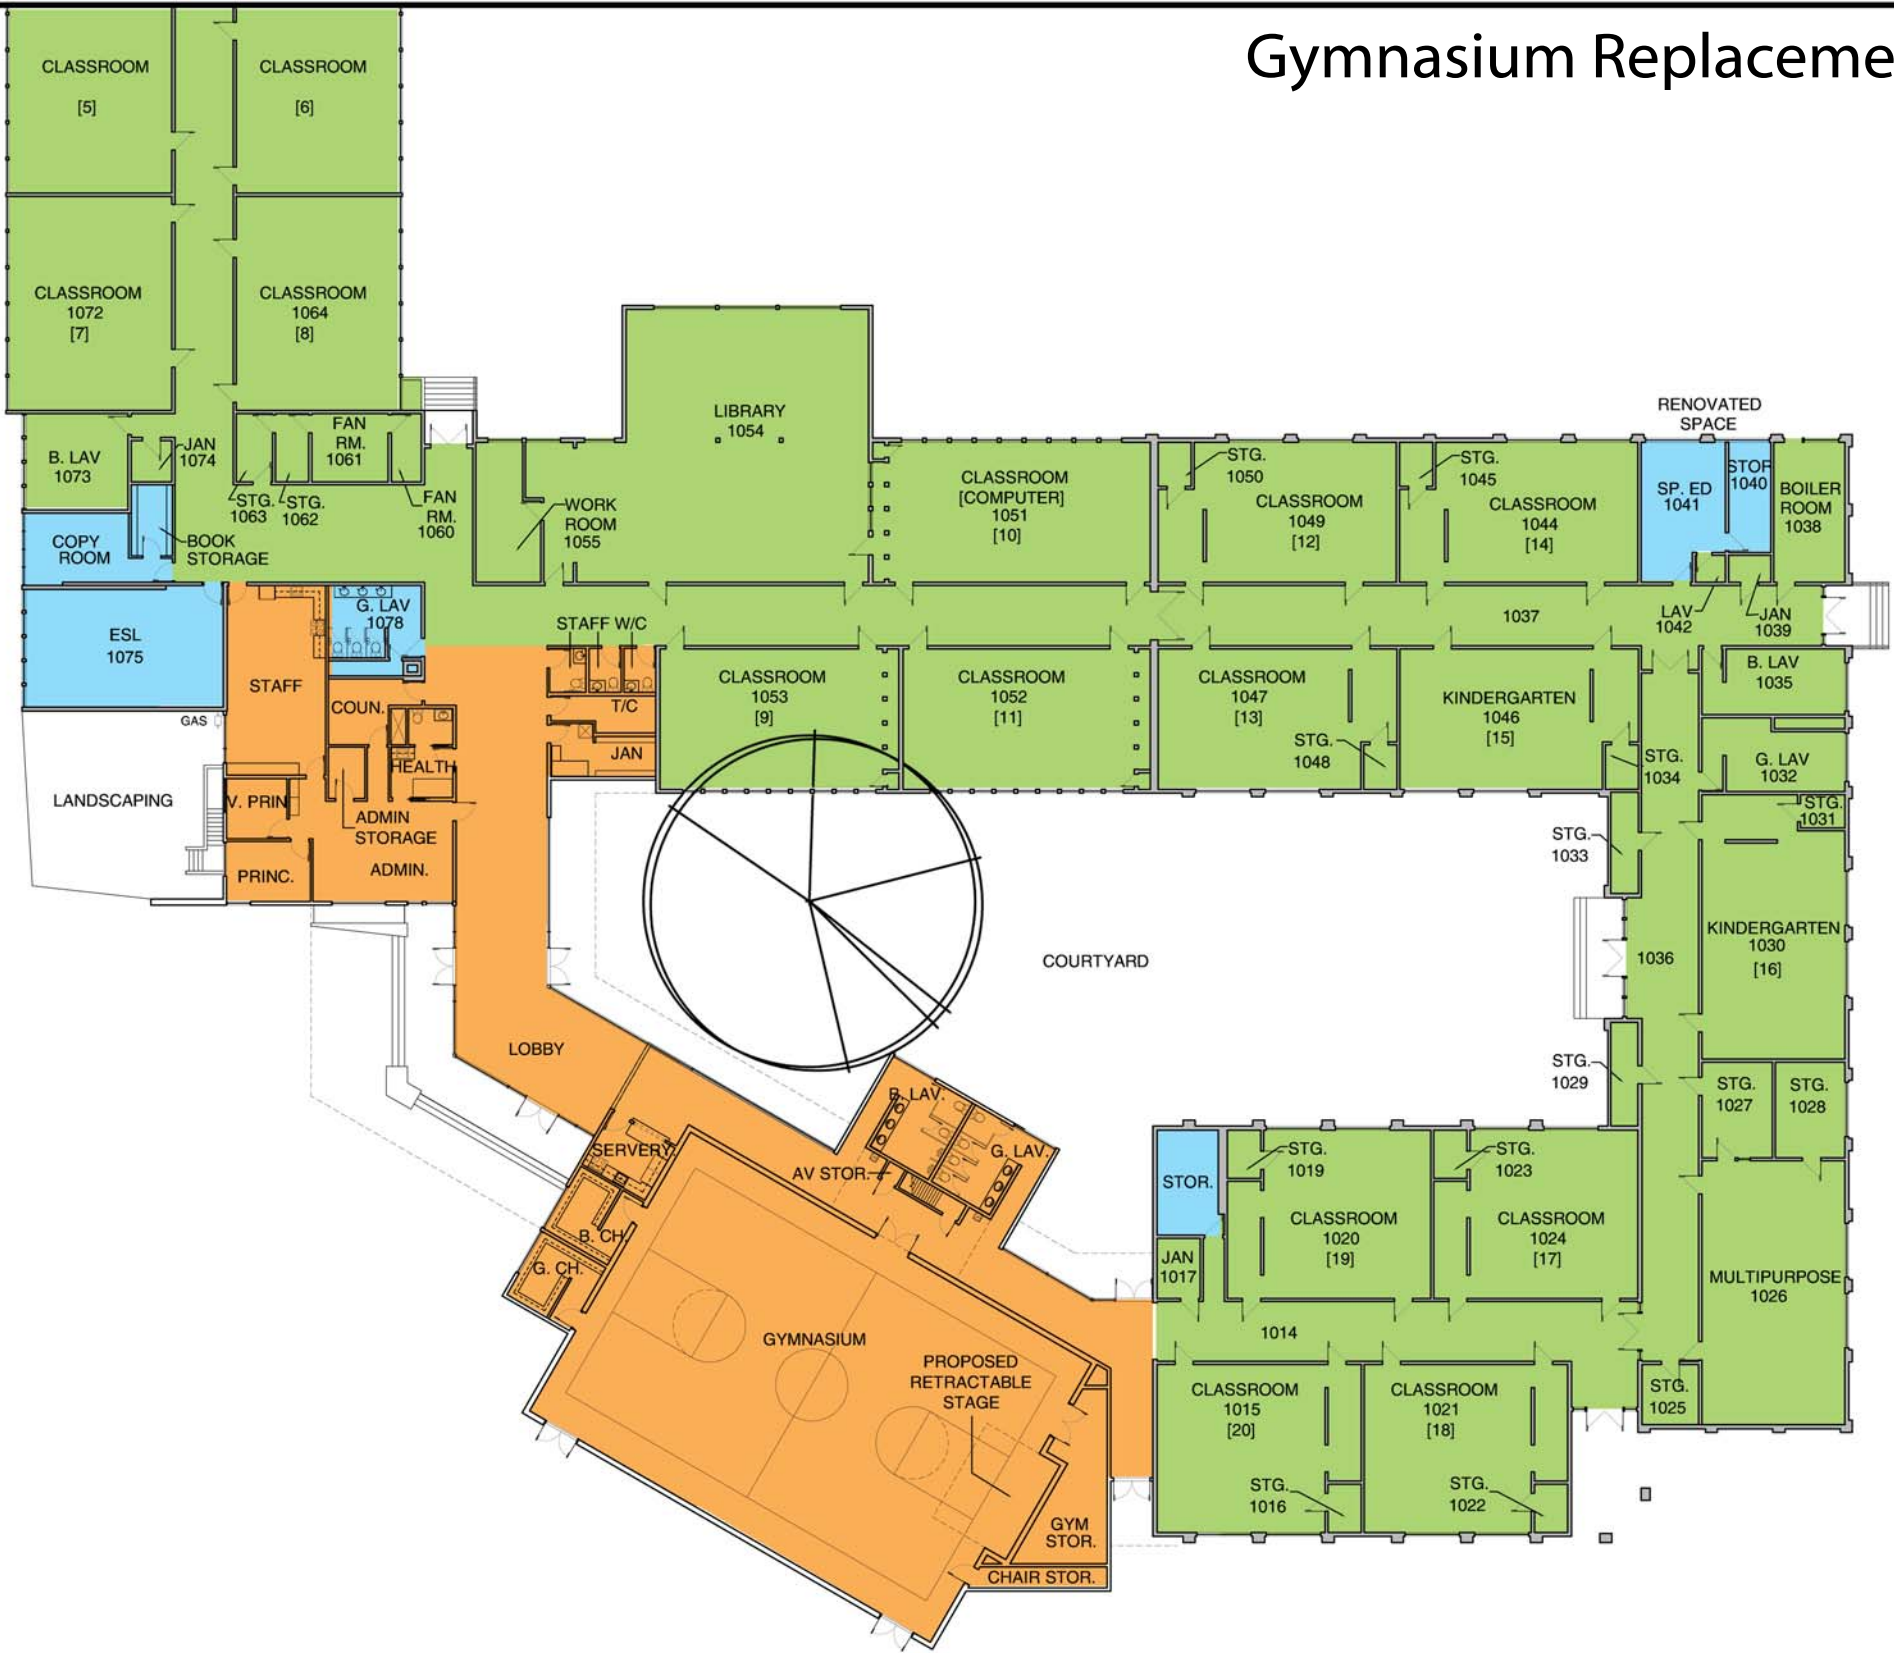 Gymnasium Replaceme
CLASSROOM
[5]
CLASSROOM
[6]
CLASSROOM
1072
[7]
CLASSROOM
1064
[8]
B. LAV
1073
JAN
1074
FAN
RM.
1061
STG.
1063
STG.
1062
FAN
RM.
1060
COPY
ROOM
BOOK
STORAGE
ESL
1075
LIBRARY
1054
WORK
ROOM
1055
CLASSROOM
[COMPUTER]
1051
[10]
STG.
1050
CLASSROOM
1049
[12]
STG.
1045
CLASSROOM
1044
[14]
RENOVATED
SPACE
SP. ED
1041
STOR
1040
BOILER
ROOM
1038
LAV
1042
JAN
1039
1037
G. LAV
1078
STAFF W/C
STAFF
COUN.
T/C
JAN
HEALTH
GAS
LANDSCAPING
V. PRIN
ADMIN
STORAGE
PRINC.
ADMIN.
CLASSROOM
1053
[9]
CLASSROOM
1052
[11]
CLASSROOM
1047
[13]
STG.
1048
KINDERGARTEN
1046
[15]
STG.
1034
B. LAV
1035
G. LAV
1032
STG.
1031
STG.
1033
KINDERGARTEN
1030
[16]
1036
COURTYARD
LOBBY
STG.
1029
STG.
1027
STG.
1028
B. LAV.
G. LAV.
AV STOR.
SERVERY
B. CH.
G. CH.
STOR.
STG.
1019
STG.
1023
CLASSROOM
1020
[19]
CLASSROOM
1024
[17]
JAN
1017
MULTIPURPOSE
1026
1014
GYMNASIUM
PROPOSED
RETRACTABLE
STAGE
CLASSROOM
1015
[20]
CLASSROOM
1021
[18]
STG.
1025
STG.
1016
STG.
1022
GYM
STOR.
CHAIR STOR.